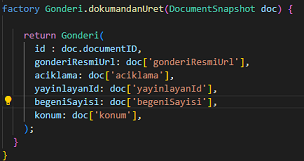 factory Gonderi.dokumandanUret(DocumentSnapshot doc) {
return Gonderi(
id : doc.documentID,
gonderiResmiUrl: doc['gonderiResmiUrl'],
aciklama: doc['aciklama'],
yayinlayanId: doc['yayinlayanId'],
begeniSayisi: doc['begeniSayisi'],
konum: doc['konum'],
);
}
}